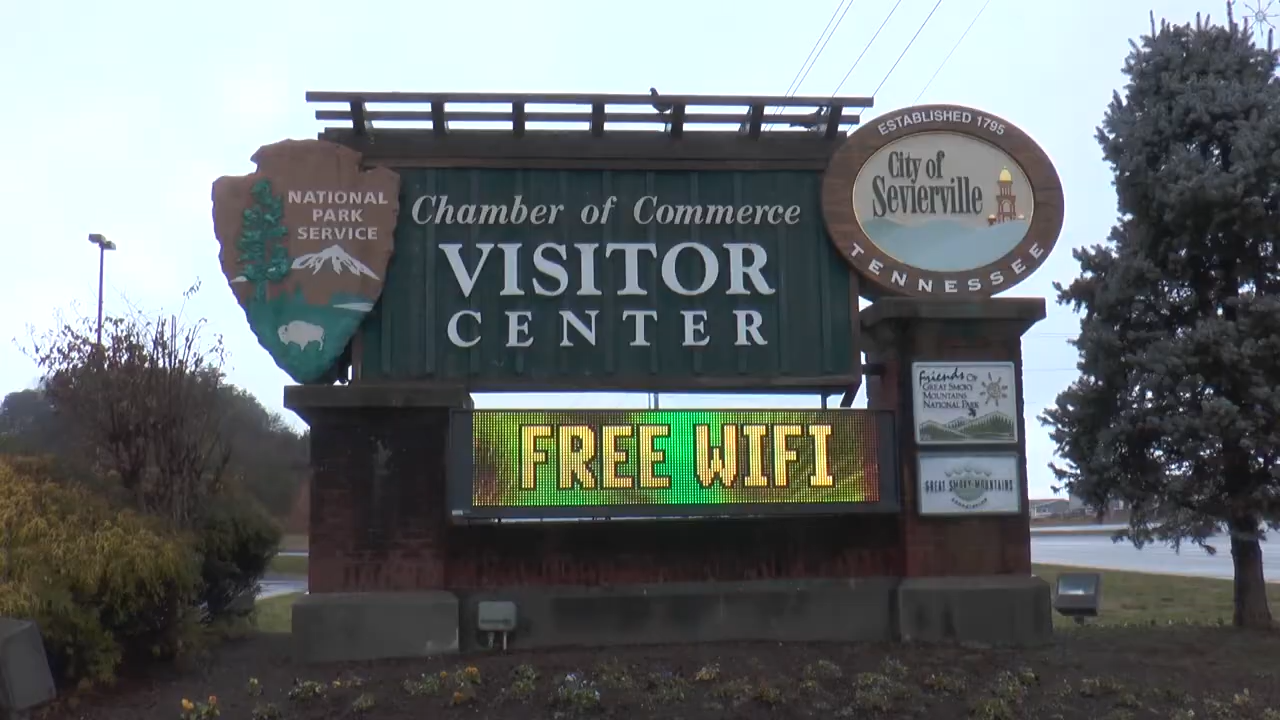 NATIONAL
PARK
SERVICE
Chamber of Commerce
VISITOR
CENTER
ESTABLISHED 1795
City of
Sevierville
TENNESSEE
FREE WIFI
Friends Of
Great Smoky
Mountains
National Park
GREAT SMOKY MOUNTAINS
ASSOCIATION